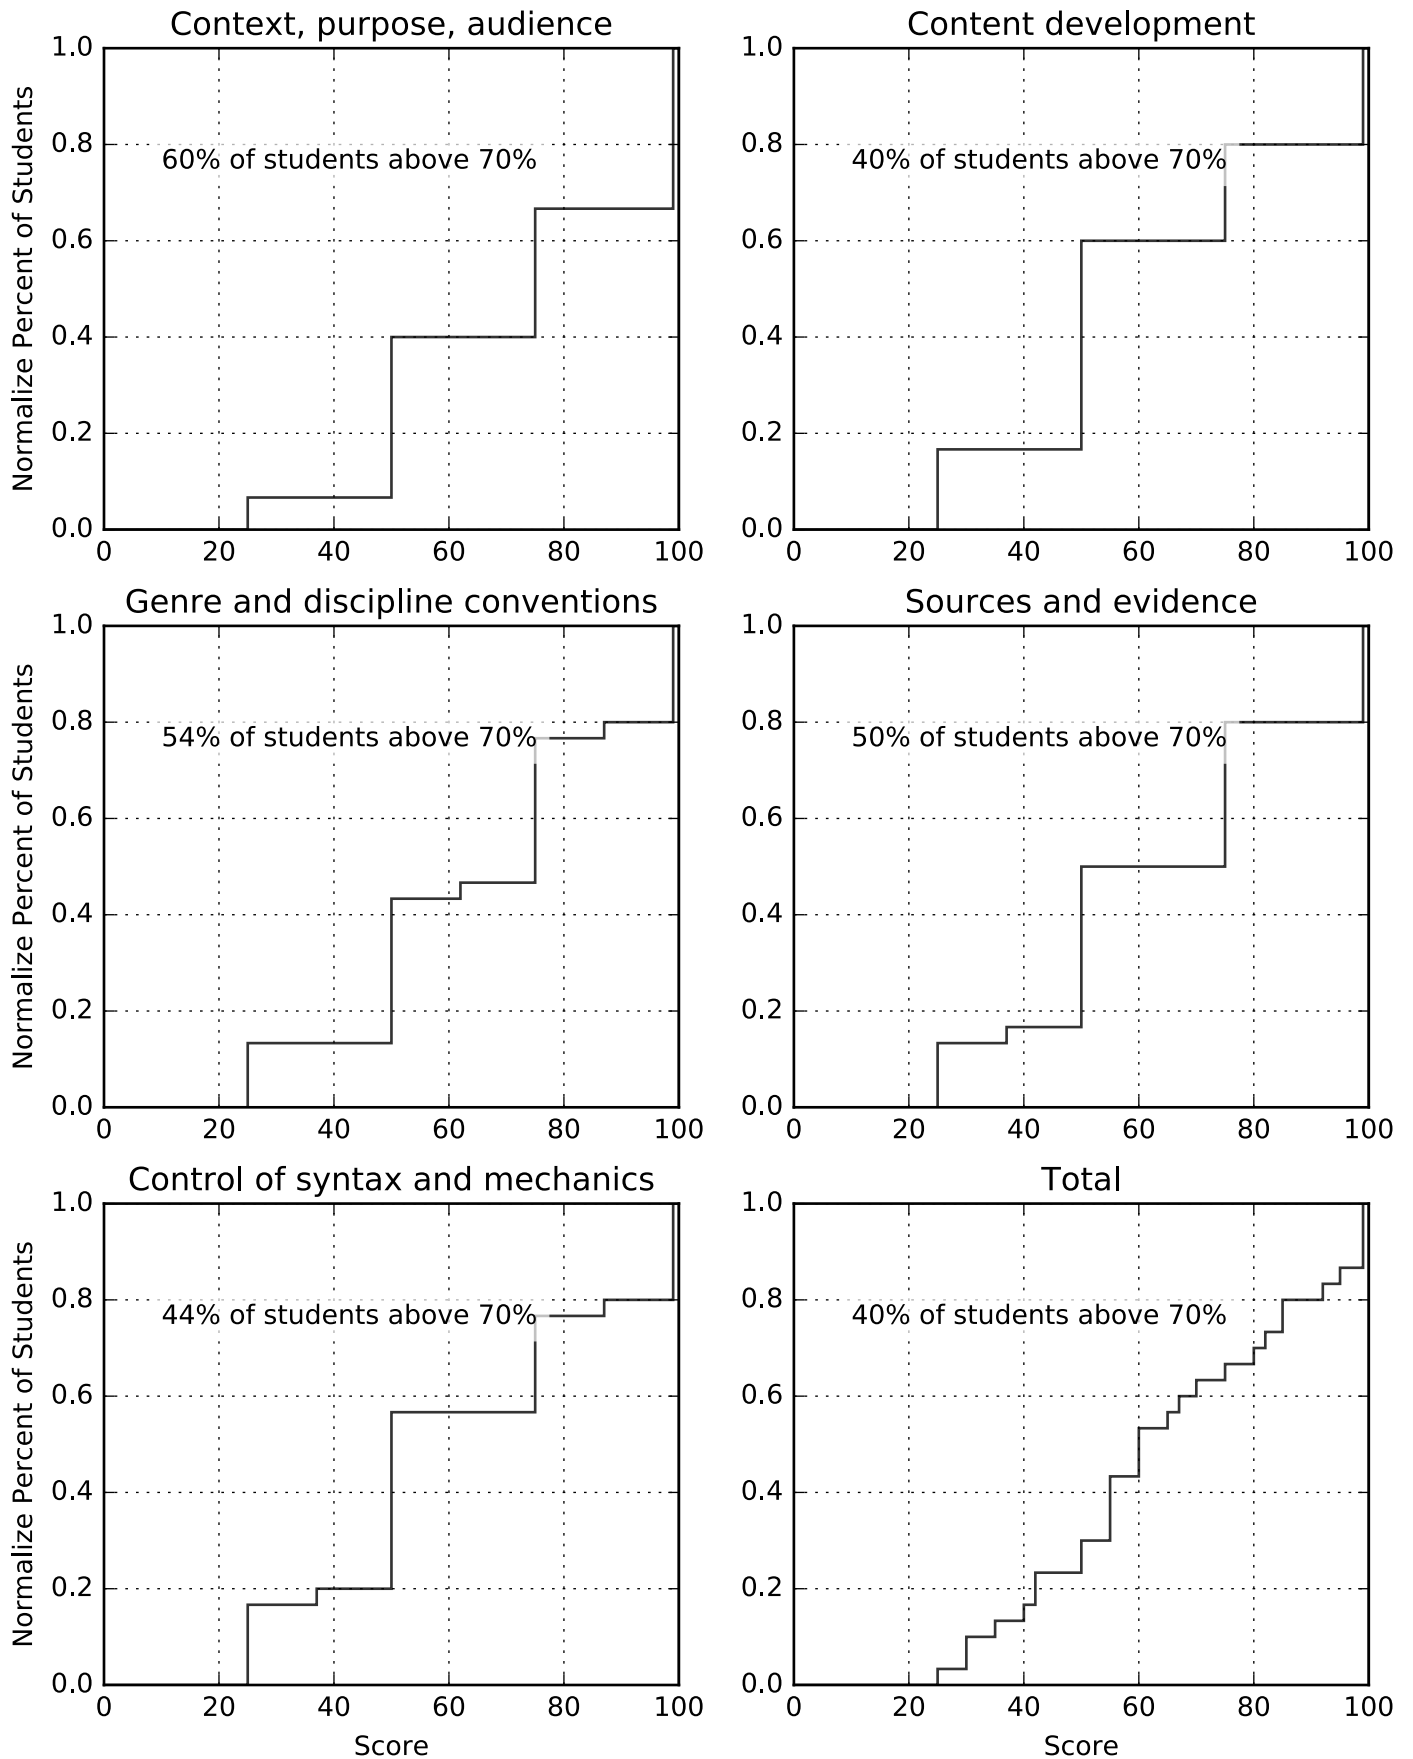 Context, purpose, audience
Normalize Percent of Students
1.0
0.8
0.6
0.4
0.2
0.0
60% of students above 70%
0 20 40 60 80 100
Content development
1.0
0.8
0.6
0.4
0.2
0.0
40% of students above 70%
0 20 40 60 80 100
Genre and discipline conventions
Normalize Percent of Students
1.0
0.8
0.6
0.4
0.2
0.0
54% of students above 70%
0 20 40 60 80 100
Sources and evidence
1.0
0.8
0.6
0.4
0.2
0.0
50% of students above 70%
0 20 40 60 80 100
Control of syntax and mechanics
Normalize Percent of Students
1.0
0.8
0.6
0.4
0.2
0.0
44% of students above 70%
0 20 40 60 80 100
Score
Total
1.0
0.8
0.6
0.4
0.2
0.0
40% of students above 70%
0 20 40 60 80 100
Score